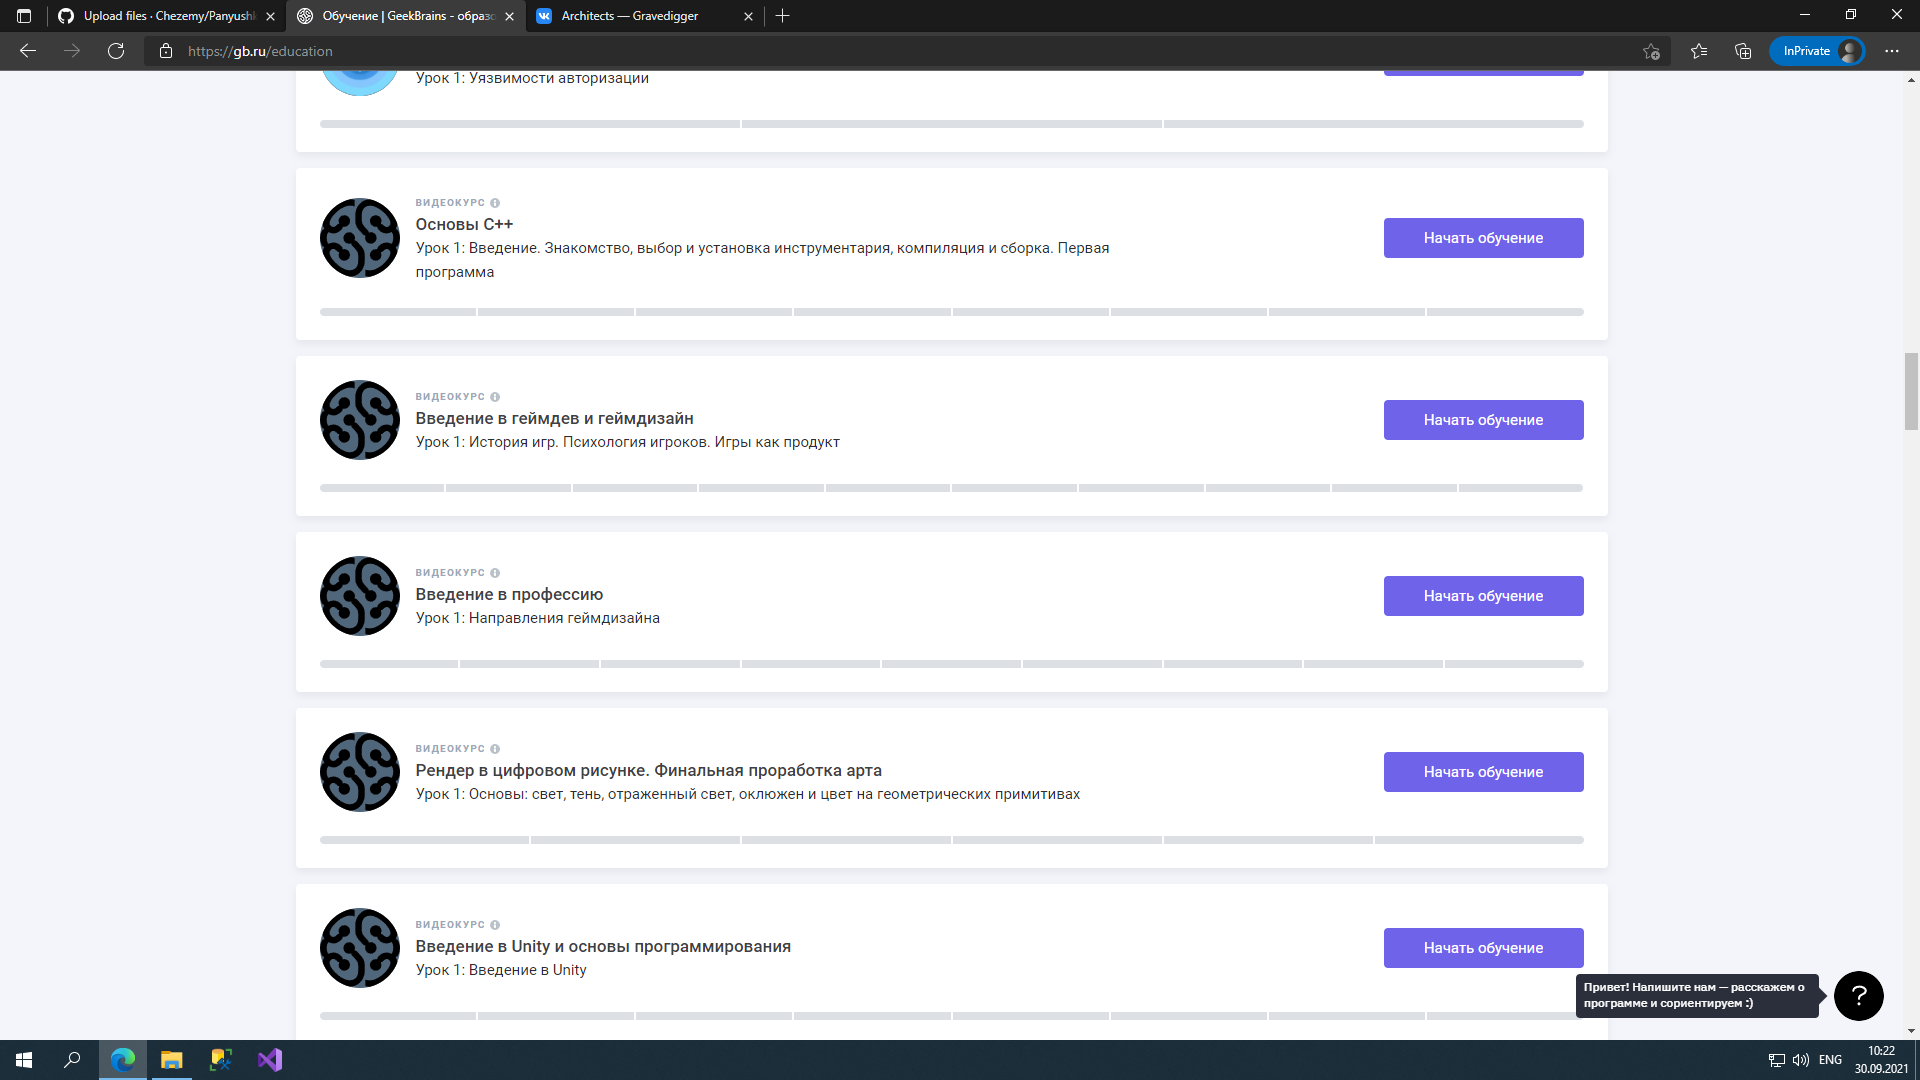 Upload files · Chezemy/Panyush
Обучение | GeekBrains - образо
Architects — Gravedigger
https://gb.ru/education
InPrivate
Урок 1: Уязвимости авторизации
ВИДЕОКУРС
Основы C++
Урок 1: Введение. Знакомство, выбор и установка инструментария, компиляция и сборка. Первая
программа
Начать обучение
ВИДЕОКУРС
Введение в геймдев и геймдизайн
Урок 1: История игр. Психология игроков. Игры как продукт
Начать обучение
ВИДЕОКУРС
Введение в профессию
Урок 1: Направления геймдизайна
Начать обучение
ВИДЕОКУРС
Рендер в цифровом рисунке. Финальная проработка арта
Урок 1: Основы: свет, тень, отраженный свет, оклюжен и цвет на геометрических примитивах
Начать обучение
ВИДЕОКУРС
Введение в Unity и основы программирования
Урок 1: Введение в Unity
Начать обучение
Привет! Напишите нам — расскажем о
программе и сориентируем :)
?
ENG
10:22
30.09.2021